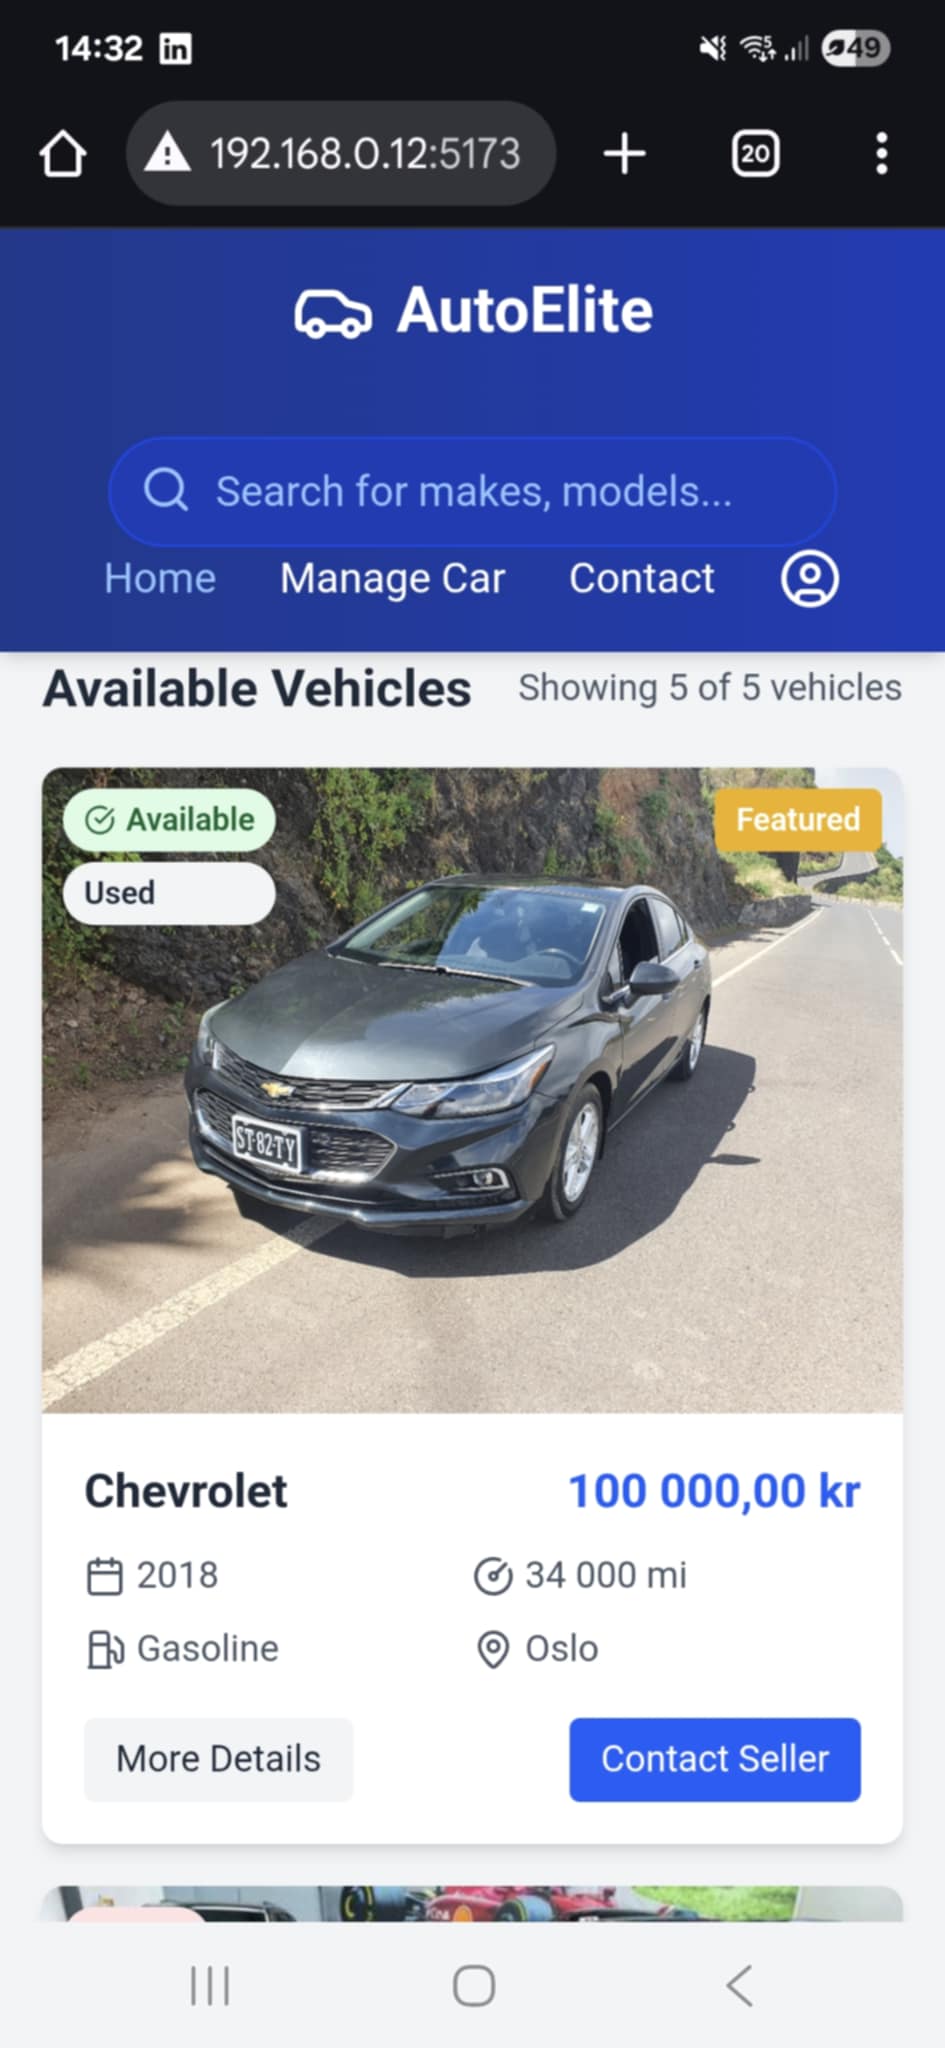 14:32 in 5 49
192.168.0.12:5173 20
AutoElite
Search for makes, models...
Home Manage Car Contact
Available Vehicles Showing 5 of 5 vehicles
Available Featured
Used
ST·82·TY
Chevrolet 100 000,00 kr
2018 34 000 mi
Gasoline Oslo
More Details Contact Seller